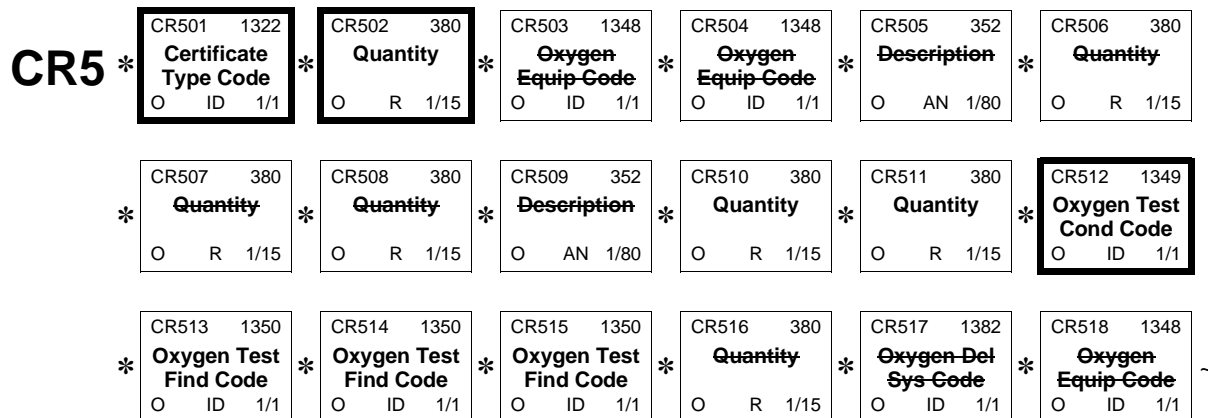 CR5 * CR501 1322 * CR502 380 * CR503 1348 * CR504 1348 * CR505 352 * CR506 380
Certificate Quantity Oxygen Oxygen Description Quantity
Type Code Equip Code Equip Code
O ID 1/1 O R 1/15 O ID 1/1 O ID 1/1 O AN 1/80 O R 1/15
* CR507 380 * CR508 380 * CR509 352 * CR510 380 * CR511 380 * CR512 1349
Quantity Quantity Description Quantity Quantity Oxygen Test
Cond Code
O R 1/15 O R 1/15 O AN 1/80 O R 1/15 O R 1/15 O ID 1/1
* CR513 1350 * CR514 1350 * CR515 1350 * CR516 380 * CR517 1382 * CR518 1348 ~
Oxygen Test Oxygen Test Oxygen Test Quantity Oxygen Del Oxygen
Find Code Find Code Find Code Sys Code Equip Code
O ID 1/1 O ID 1/1 O ID 1/1 O R 1/15 O ID 1/1 O ID 1/1